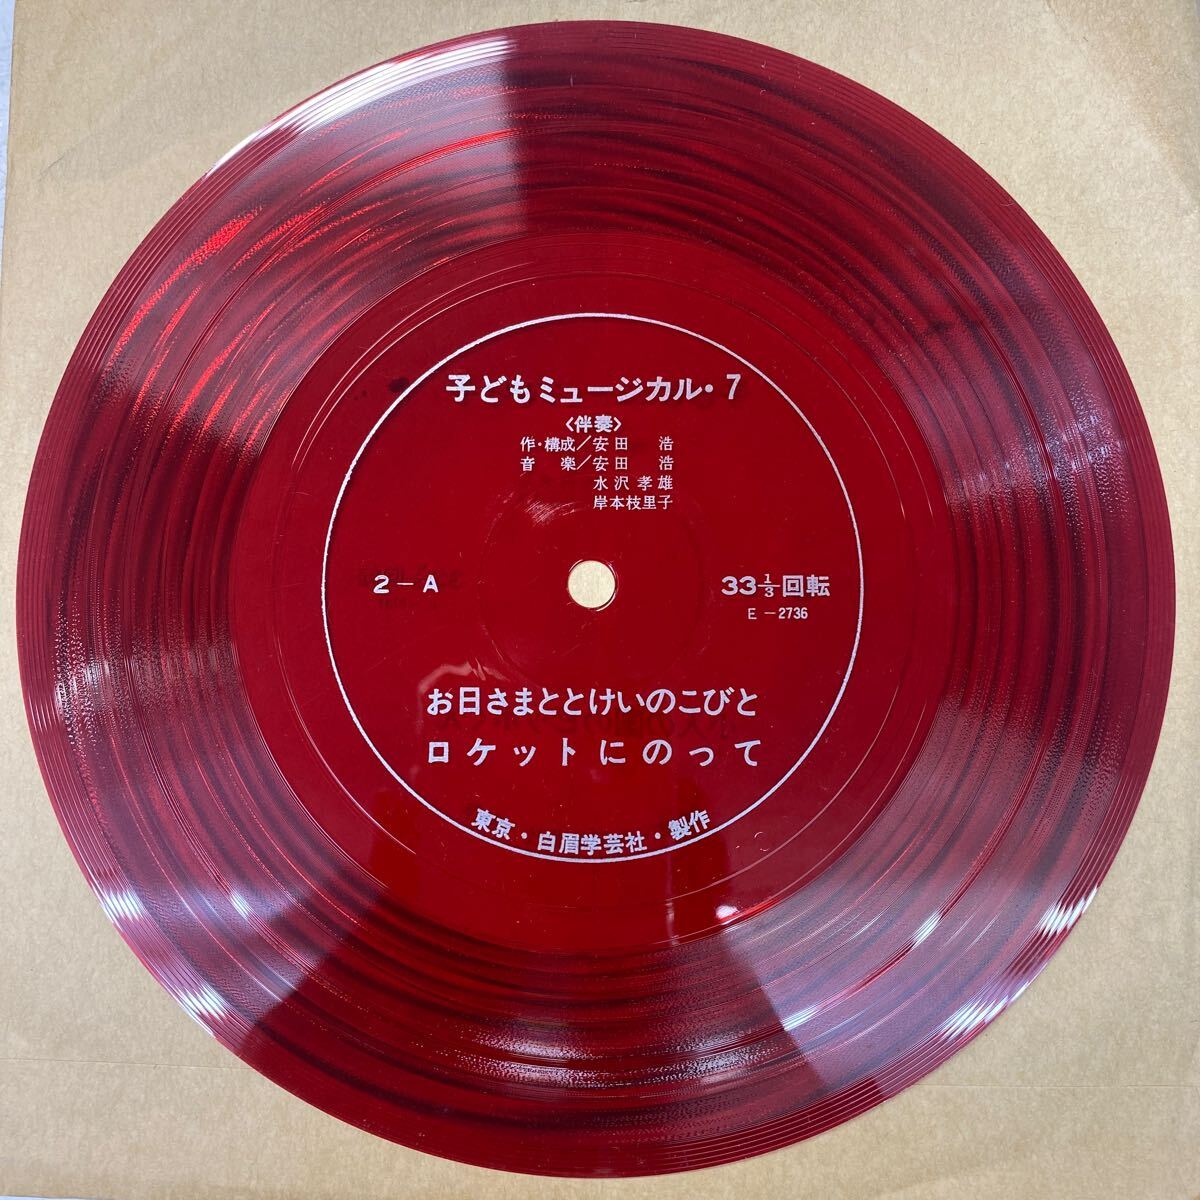 子どもミュージカル・7
〈伴奏〉
作・構成／安田 浩
音 楽／安田 浩
水沢孝雄
岸本枝里子
2－A
33 1/3 回転
E－2736
お日さまととけいのこびと
ロケットにのって
東京・白眉学芸社・製作